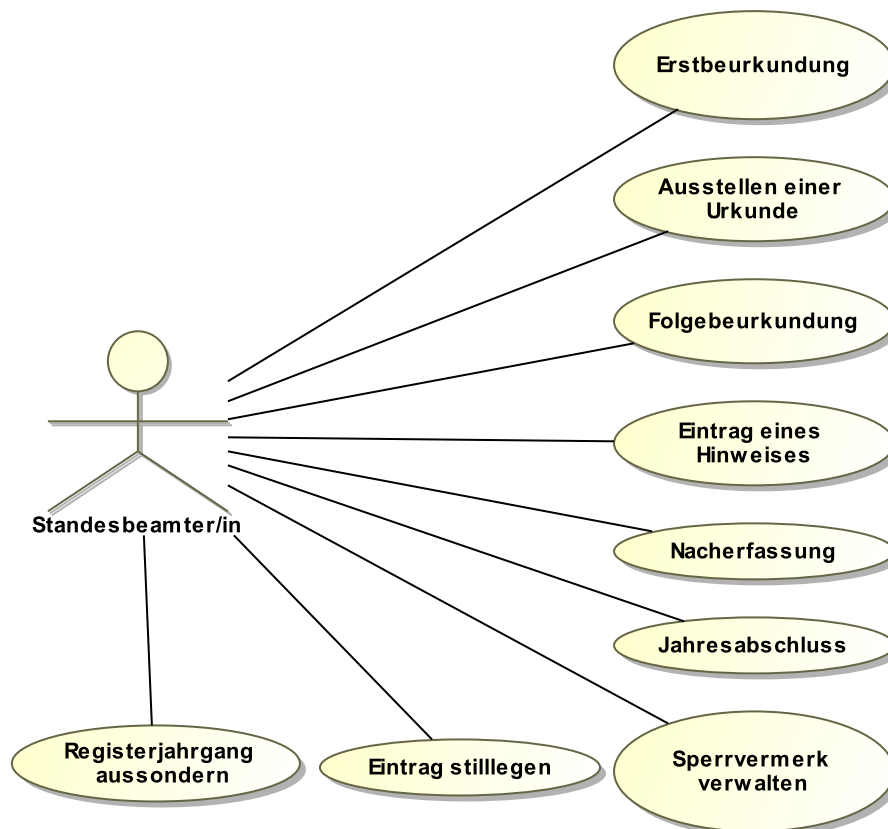 Erstbeurkundung
Ausstellen einer
Urkunde
Folgebeurkundung
Eintrag eines
Hinweises
Standesbeamter/in
Nacherfassung
Jahresabschluss
Registerjahrgang
aussondern
Eintrag stilllegen
Sperrvermerk
verwalten